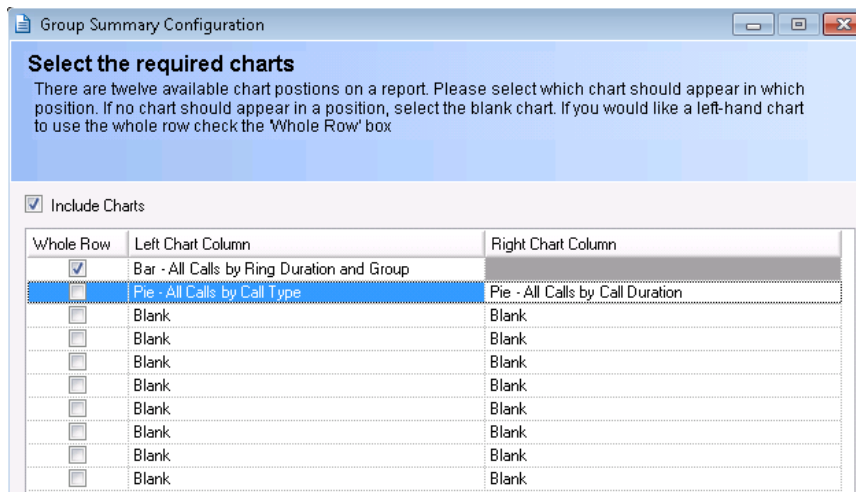 Group Summary Configuration
Select the required charts
There are twelve available chart postions on a report. Please select which chart should appear in which
position. If no chart should appear in a position, select the blank chart. If you would like a left-hand chart
to use the whole row check the 'Whole Row' box
Include Charts
Whole Row Left Chart Column Right Chart Column
Bar - All Calls by Ring Duration and Group
Pie - All Calls by Call Type Pie - All Calls by Call Duration
Blank Blank
Blank Blank
Blank Blank
Blank Blank
Blank Blank
Blank Blank
Blank Blank
Blank Blank